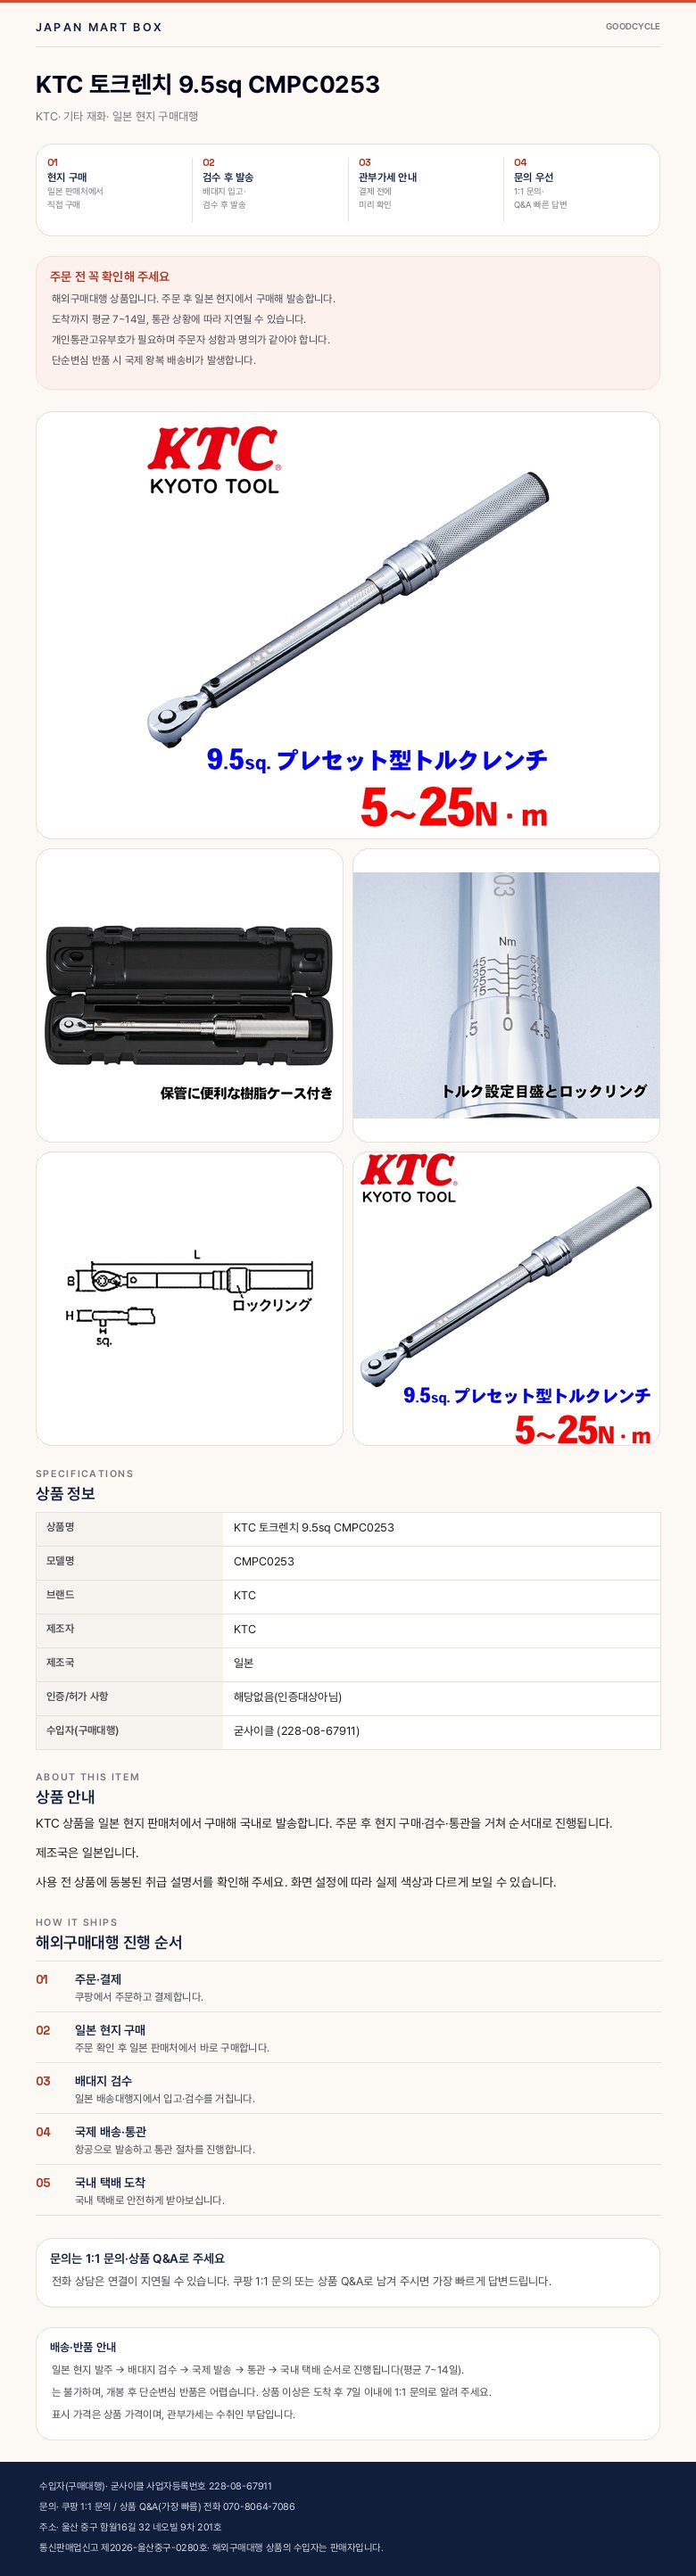 JAPAN MART BOX
GOODCYCLE
KTC 토크렌치 9.5sq CMPC0253
KTC· 기타 재화· 일본 현지 구매대행
01
현지 구매
일본 판매처에서
직접 구매
02
검수 후 발송
배대지 입고·
검수 후 발송
03
관부가세 안내
결제 전에
미리 확인
04
문의 우선
1:1 문의·
Q&A 빠른 답변
주문 전 꼭 확인해 주세요
해외구매대행 상품입니다. 주문 후 일본 현지에서 구매해 발송합니다.
도착까지 평균 7~14일, 통관 상황에 따라 지연될 수 있습니다.
개인통관고유부호가 필요하며 주문자 성함과 명의가 같아야 합니다.
단순변심 반품 시 국제 왕복 배송비가 발생합니다.
KTC®
KYOTO TOOL
9.5sq. プレセット型トルクレンチ
5~25N・m
保管に便利な樹脂ケース付き
03
Nm
45
5
.5 0 4.5
トルク設定目盛とロックリング
L
B
ロックリング
H
sq.
KTC®
KYOTO TOOL
9.5sq. プレセット型トルクレンチ
5~25N・m
SPECIFICATIONS
상품 정보
상품명 KTC 토크렌치 9.5sq CMPC0253
모델명 CMPC0253
브랜드 KTC
제조자 KTC
제조국 일본
인증/허가 사항 해당없음(인증대상아님)
수입자(구매대행) 굳사이클 (228-08-67911)
ABOUT THIS ITEM
상품 안내
KTC 상품을 일본 현지 판매처에서 구매해 국내로 발송합니다. 주문 후 현지 구매·검수·통관을 거쳐 순서대로 진행됩니다.
제조국은 일본입니다.
사용 전 상품에 동봉된 취급 설명서를 확인해 주세요. 화면 설정에 따라 실제 색상과 다르게 보일 수 있습니다.
HOW IT SHIPS
해외구매대행 진행 순서
01 주문·결제
쿠팡에서 주문하고 결제합니다.
02 일본 현지 구매
주문 확인 후 일본 판매처에서 바로 구매합니다.
03 배대지 검수
일본 배송대행지에서 입고·검수를 거칩니다.
04 국제 배송·통관
항공으로 발송하고 통관 절차를 진행합니다.
05 국내 택배 도착
국내 택배로 안전하게 받아보십니다.
문의는 1:1 문의·상품 Q&A로 주세요
전화 상담은 연결이 지연될 수 있습니다. 쿠팡 1:1 문의 또는 상품 Q&A로 남겨 주시면 가장 빠르게 답변드립니다.
배송·반품 안내
일본 현지 발주 → 배대지 검수 → 국제 발송 → 통관 → 국내 택배 순서로 진행됩니다(평균 7~14일).
는 불가하며, 개봉 후 단순변심 반품은 어렵습니다. 상품 이상은 도착 후 7일 이내에 1:1 문의로 알려 주세요.
표시 가격은 상품 가격이며, 관부가세는 수취인 부담입니다.
수입자(구매대행)· 굳사이클 사업자등록번호 228-08-67911
문의· 쿠팡 1:1 문의 / 상품 Q&A(가장 빠름) 전화 070-8064-7086
주소· 울산 중구 함월16길 32 네오빌 9차 201호
통신판매업신고 제2026-울산중구-0280호· 해외구매대행 상품의 수입자는 판매자입니다.